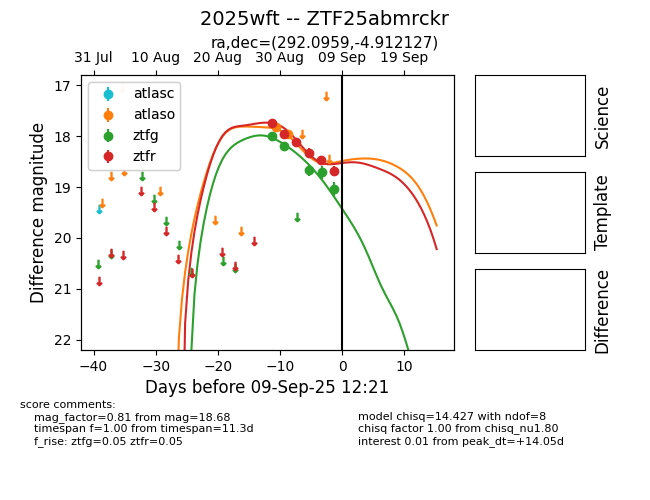 2025wft -- ZTF25abmrckr
ra,dec=(292.0959,-4.912127)
31 Jul 10 Aug 20 Aug 30 Aug 09 Sep 19 Sep
17
18
19
20
21
22
Difference magnitude
atlasc
atlaso
ztfg
ztfr
−40 −30 −20 −10 0 10
Days before 09-Sep-25 12:21
Science
Template
Difference
score comments:
mag_factor=0.81 from mag=18.68
timespan f=1.00 from timespan=11.3d
f_rise: ztfg=0.05 ztfr=0.05
model chisq=14.427 with ndof=8
chisq factor 1.00 from chisq_nu1.80
interest 0.01 from peak_dt=+14.05d